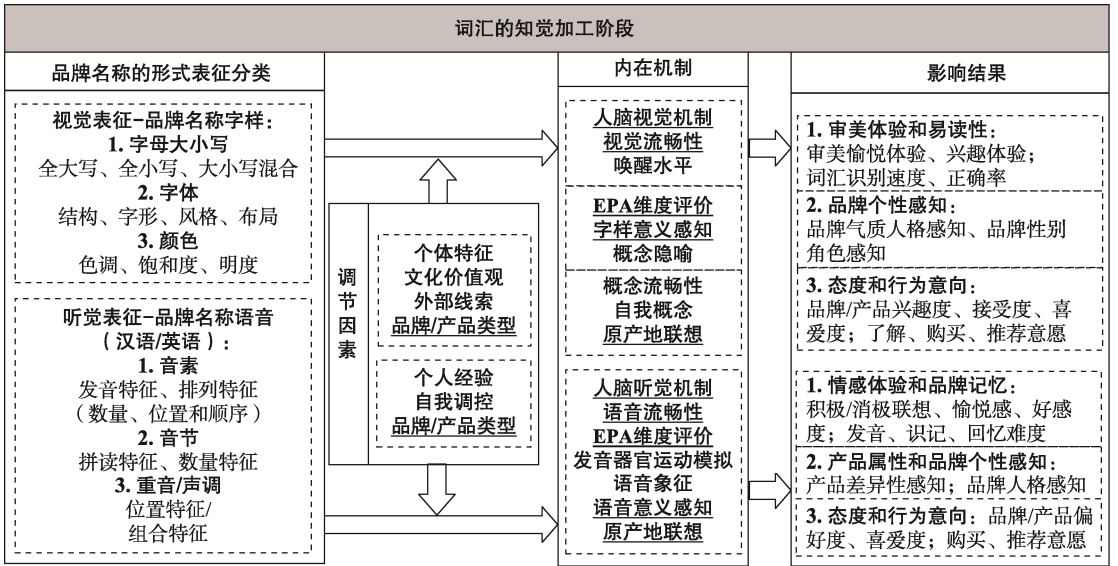 词汇的知觉加工阶段
品牌名称的形式表征分类
视觉表征–品牌名称字样：
1. 字母大小写
全大写、全小写、大小写混合
2. 字体
结构、字形、风格、布局
3. 颜色
色调、饱和度、明度
听觉表征–品牌名称语音
（汉语/英语）：
1. 音素
发音特征、排列特征
（数量、位置和顺序）
2. 音节
拼读特征、数量特征
3. 重音/声调
位置特征/
组合特征
调节因素
个体特征
文化价值观
外部线索
品牌/产品类型
个人经验
自我调控
品牌/产品类型
内在机制
人脑视觉机制
视觉流畅性
唤醒水平
EPA维度评价
字样意义感知
概念隐喻
概念流畅性
自我概念
原产地联想
人脑听觉机制
语音流畅性
EPA维度评价
发音器官运动模拟
语音象征
语音意义感知
原产地联想
影响结果
1. 审美体验和易读性：
审美愉悦体验、兴趣体验；
词汇识别速度、正确率
2. 品牌个性感知：
品牌气质人格感知、品牌性别
角色感知
3. 态度和行为意向：
品牌/产品兴趣度、接受度、喜
爱度；了解、购买、推荐意愿
1. 情感体验和品牌记忆：
积极/消极联想、愉悦感、好感
度；发音、识记、回忆难度
2. 产品属性和品牌个性感知：
产品差异性感知；品牌人格感知
3. 态度和行为意向：品牌/产品偏
好度、喜爱度；购买、推荐意愿